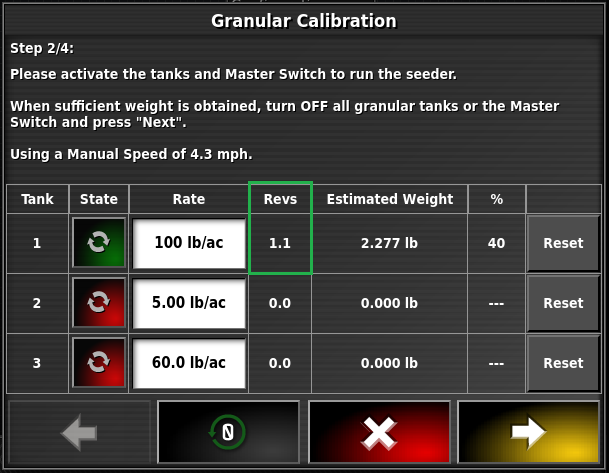 Granular Calibration
Step 2/4:
Please activate the tanks and Master Switch to run the seeder.
When sufficient weight is obtained, turn OFF all granular tanks or the Master
Switch and press "Next".
Using a Manual Speed of 4.3 mph.
Tank State Rate Revs Estimated Weight %
1 100 lb/ac 1.1 2.277 lb 40 Reset
2 5.00 lb/ac 0.0 0.000 lb --- Reset
3 60.0 lb/ac 0.0 0.000 lb --- Reset
0